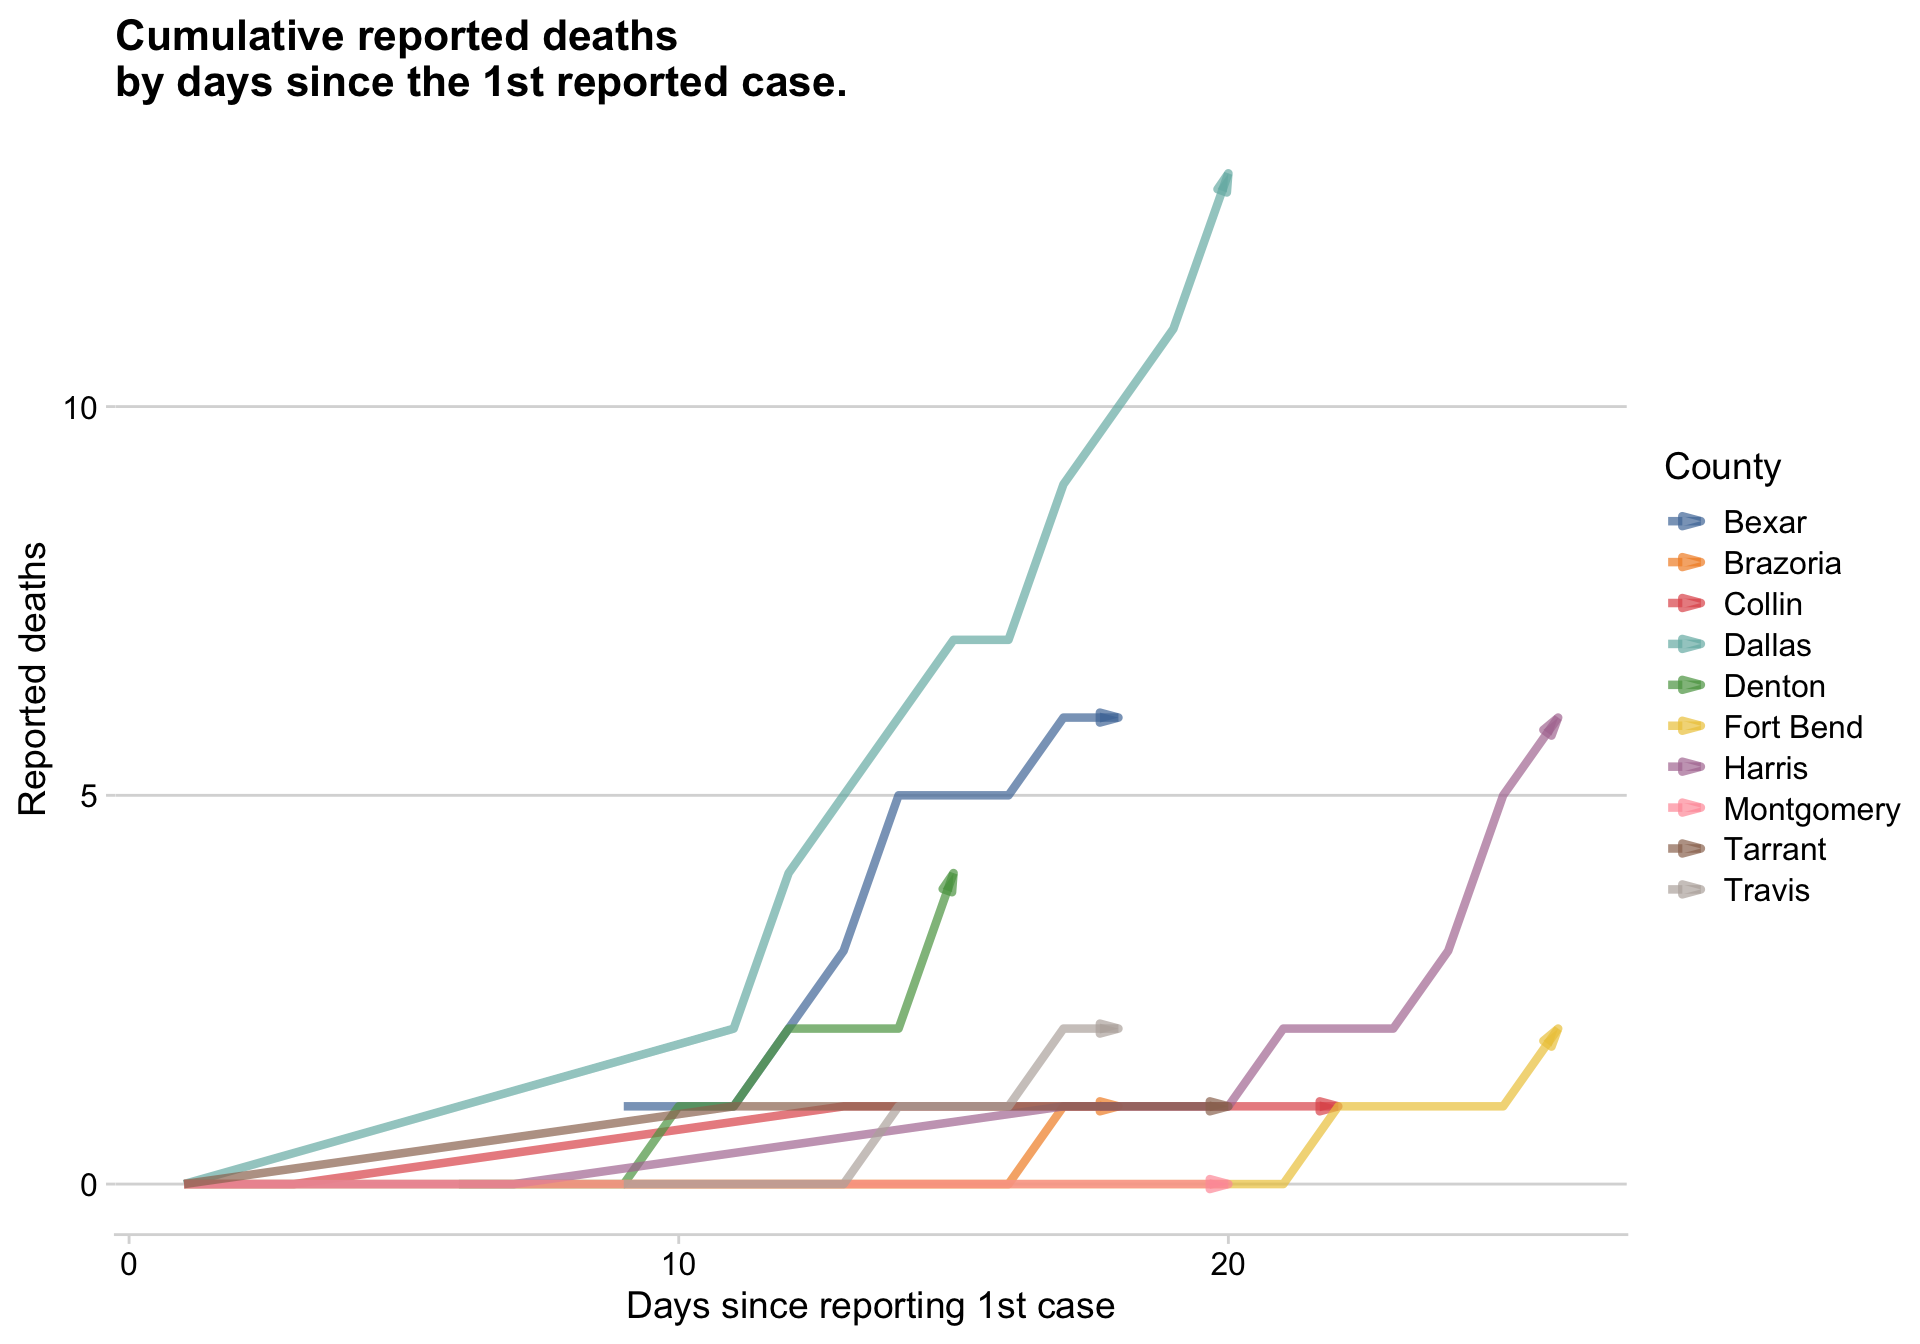 Cumulative reported deaths
by days since the 1st reported case.
Reported deaths
10
5
0
0
10
20
Days since reporting 1st case
County
Bexar
Brazoria
Collin
Dallas
Denton
Fort Bend
Harris
Montgomery
Tarrant
Travis